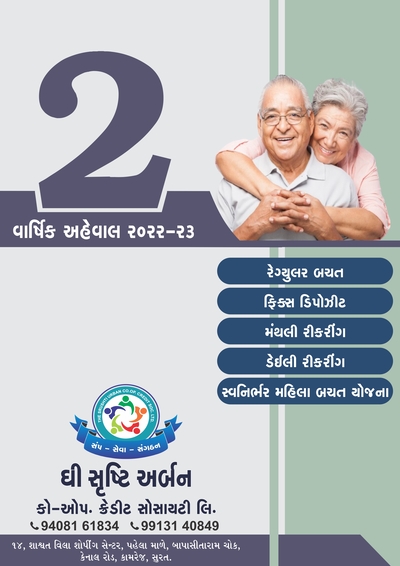 2
વાર્ષિક અહેવાલ ૨૦૨૨-૨૩
રેગ્યુલર બચત
ફિક્સ ડિપોઝીટ
મંથલી રીકરીંગ
ડેઈલી રીકરીંગ
સ્વનિર્ભર મહિલા બચત યોજના
સંપ - સેવા - સંગઠન
ધી સૃષ્ટિ અર્બન
કો-ઓપ. ક્રેડીટ સોસાયટી લિ.
94081 61834 99131 40849
૧૪, શાશ્વત વિલા શોપીંગ સેન્ટર, પહેલા માળે, બાપાસીતારામ ચોક,
કેનાલ રોડ, કામરેજ, સુરત.